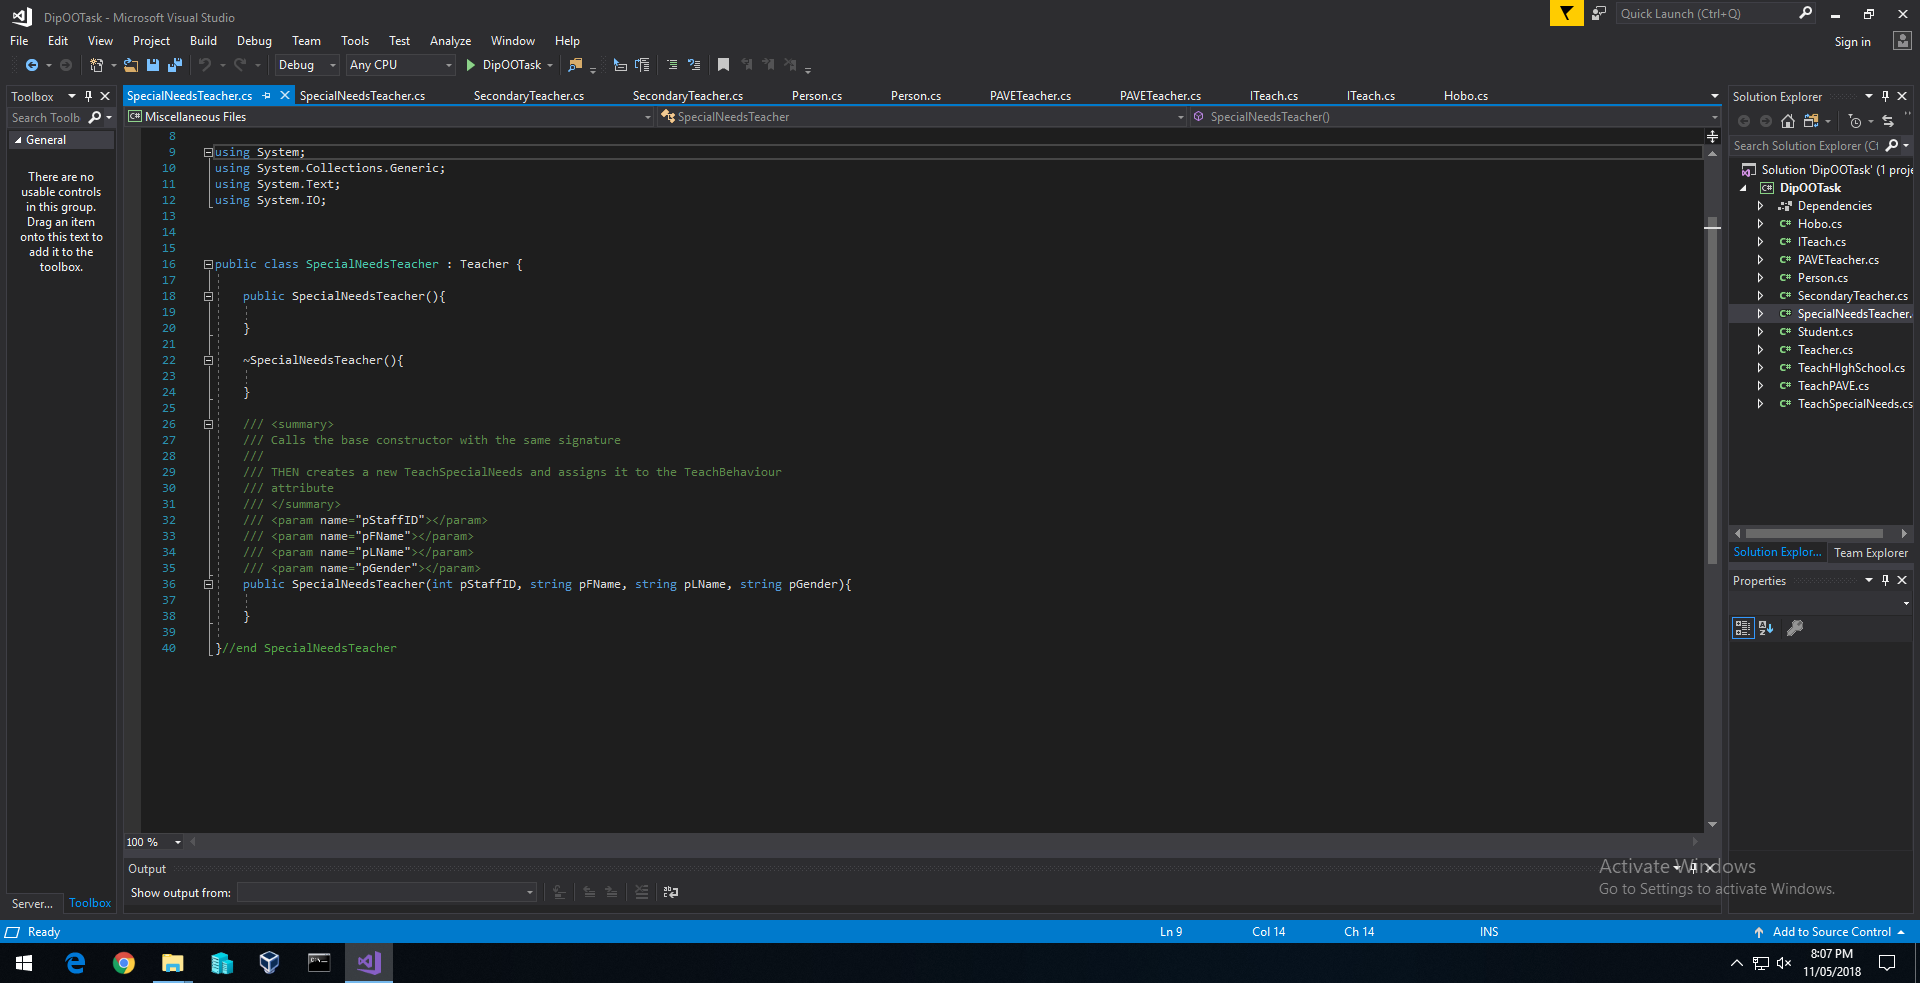 DipOOTask - Microsoft Visual Studio
Quick Launch (Ctrl+Q)
File Edit View Project Build Debug Team Tools Test Analyze Window Help
Sign in
Debug Any CPU DipOOTask
Toolbox
Search Toolb
General
There are no
usable controls
in this group.
Drag an item
onto this text to
add it to the
toolbox.
Server... Toolbox
SpecialNeedsTeacher.cs SpecialNeedsTeacher.cs SecondaryTeacher.cs SecondaryTeacher.cs Person.cs Person.cs PAVETeacher.cs PAVETeacher.cs ITeach.cs ITeach.cs Hobo.cs
C# Miscellaneous Files SpecialNeedsTeacher SpecialNeedsTeacher()
8
9 using System;
10 using System.Collections.Generic;
11 using System.Text;
12 using System.IO;
13
14
15
16 public class SpecialNeedsTeacher : Teacher {
17
18 public SpecialNeedsTeacher(){
19
20 }
21
22 ~SpecialNeedsTeacher(){
23
24 }
25
26 /// <summary>
27 /// Calls the base constructor with the same signature
28 ///
29 /// THEN creates a new TeachSpecialNeeds and assigns it to the TeachBehaviour
30 /// attribute
31 /// </summary>
32 /// <param name="pStaffID"></param>
33 /// <param name="pFName"></param>
34 /// <param name="pLName"></param>
35 /// <param name="pGender"></param>
36 public SpecialNeedsTeacher(int pStaffID, string pFName, string pLName, string pGender){
37
38 }
39
40 }//end SpecialNeedsTeacher
100 %
Output
Show output from:
Solution Explorer
Search Solution Explorer (Ct
Solution 'DipOOTask' (1 proje
C# DipOOTask
Dependencies
C# Hobo.cs
C# ITeach.cs
C# PAVETeacher.cs
C# Person.cs
C# SecondaryTeacher.cs
C# SpecialNeedsTeacher.
C# Student.cs
C# Teacher.cs
C# TeachHIghSchool.cs
C# TeachPAVE.cs
C# TeachSpecialNeeds.cs
Solution Explor... Team Explorer
Properties
Activate Windows
Go to Settings to activate Windows.
Ready Ln 9 Col 14 Ch 14 INS Add to Source Control
8:07 PM
11/05/2018